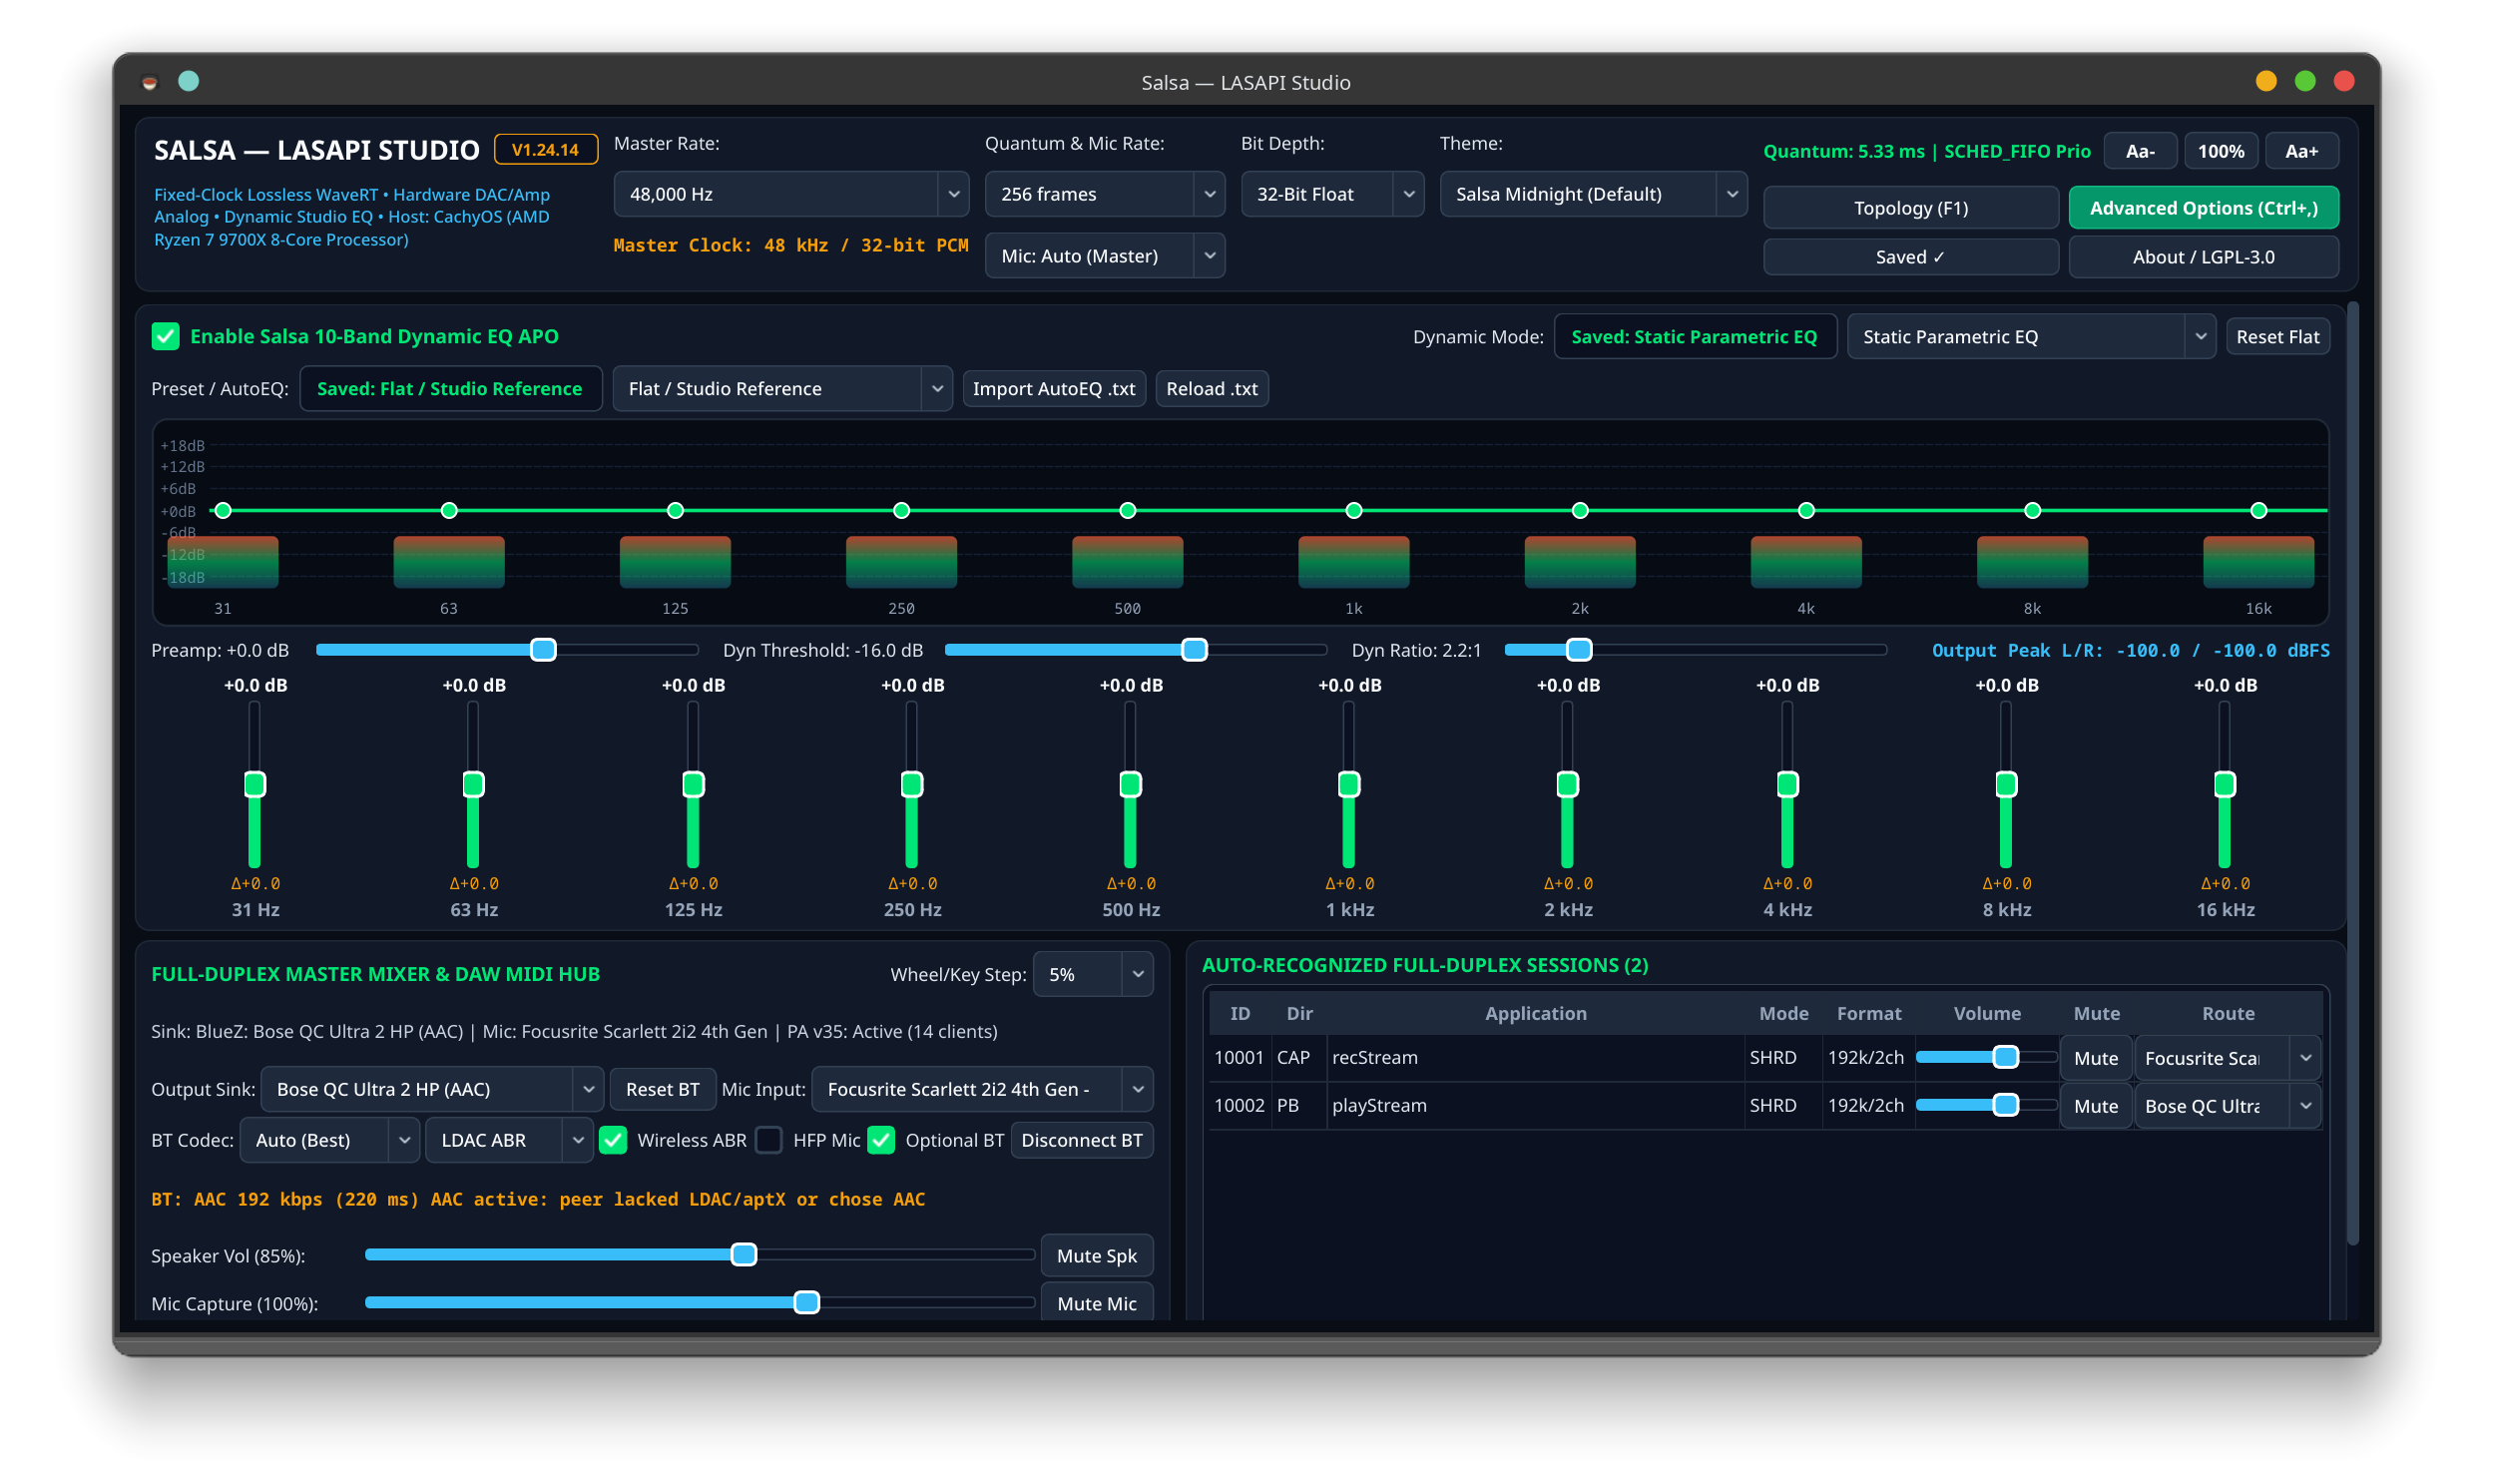 Salsa — LASAPI Studio
SALSA — LASAPI STUDIO
V1.24.14
Fixed-Clock Lossless WaveRT • Hardware DAC/Amp
Analog • Dynamic Studio EQ • Host: CachyOS (AMD
Ryzen 7 9700X 8-Core Processor)
Master Rate:
48,000 Hz
Master Clock: 48 kHz / 32-bit PCM
Quantum & Mic Rate:
256 frames
Mic: Auto (Master)
Bit Depth:
32-Bit Float
Theme:
Salsa Midnight (Default)
Quantum: 5.33 ms | SCHED_FIFO Prio
Aa- 100% Aa+
Topology (F1) Advanced Options (Ctrl+,)
Saved ✓ About / LGPL-3.0
Enable Salsa 10-Band Dynamic EQ APO
Dynamic Mode: Saved: Static Parametric EQ Static Parametric EQ Reset Flat
Preset / AutoEQ: Saved: Flat / Studio Reference Flat / Studio Reference Import AutoEQ .txt Reload .txt
+18dB
+12dB
+6dB
+0dB
-6dB
-12dB
-18dB
31 63 125 250 500 1k 2k 4k 8k 16k
Preamp: +0.0 dB Dyn Threshold: -16.0 dB Dyn Ratio: 2.2:1 Output Peak L/R: -100.0 / -100.0 dBFS
+0.0 dB +0.0 dB +0.0 dB +0.0 dB +0.0 dB +0.0 dB +0.0 dB +0.0 dB +0.0 dB +0.0 dB
Δ+0.0 Δ+0.0 Δ+0.0 Δ+0.0 Δ+0.0 Δ+0.0 Δ+0.0 Δ+0.0 Δ+0.0 Δ+0.0
31 Hz 63 Hz 125 Hz 250 Hz 500 Hz 1 kHz 2 kHz 4 kHz 8 kHz 16 kHz
FULL-DUPLEX MASTER MIXER & DAW MIDI HUB
Wheel/Key Step: 5%
Sink: BlueZ: Bose QC Ultra 2 HP (AAC) | Mic: Focusrite Scarlett 2i2 4th Gen | PA v35: Active (14 clients)
Output Sink: Bose QC Ultra 2 HP (AAC) Reset BT Mic Input: Focusrite Scarlett 2i2 4th Gen -
BT Codec: Auto (Best) LDAC ABR Wireless ABR HFP Mic Optional BT Disconnect BT
BT: AAC 192 kbps (220 ms) AAC active: peer lacked LDAC/aptX or chose AAC
Speaker Vol (85%): Mute Spk
Mic Capture (100%): Mute Mic
AUTO-RECOGNIZED FULL-DUPLEX SESSIONS (2)
ID Dir Application Mode Format Volume Mute Route
10001 CAP recStream SHRD 192k/2ch Mute Focusrite Scar
10002 PB playStream SHRD 192k/2ch Mute Bose QC Ultra